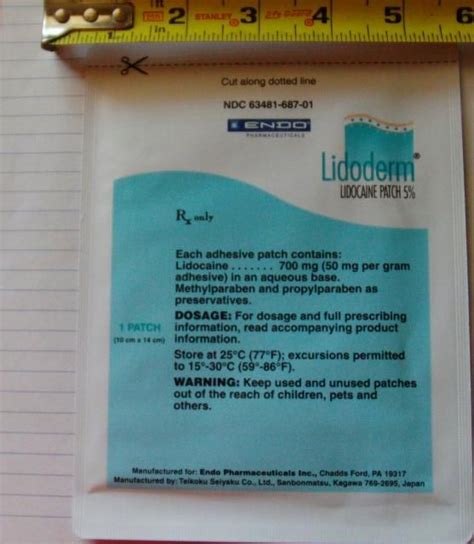 2 STANLEY 3 4 5 6
Cut along dotted line
NDC 63481-687-01
ENDO
PHARMACEUTICALS
Lidoderm®
LIDOCAINE PATCH 5%
Rx only
Each adhesive patch contains:
Lidocaine . . . . . . . 700 mg (50 mg per gram
adhesive) in an aqueous base.
Methylparaben and propylparaben as
preservatives.
DOSAGE: For dosage and full prescribing
information, read accompanying product
information.
1 PATCH
(10 cm x 14 cm)
Store at 25°C (77°F); excursions permitted
to 15°-30°C (59°-86°F).
WARNING: Keep used and unused patches
out of the reach of children, pets and
others.
Manufactured for: Endo Pharmaceuticals Inc., Chadds Ford, PA 19317
Manufactured by: Teikoku Seiyaku Co., Ltd., Sanbonmatsu, Kagawa 769-2695, Japan